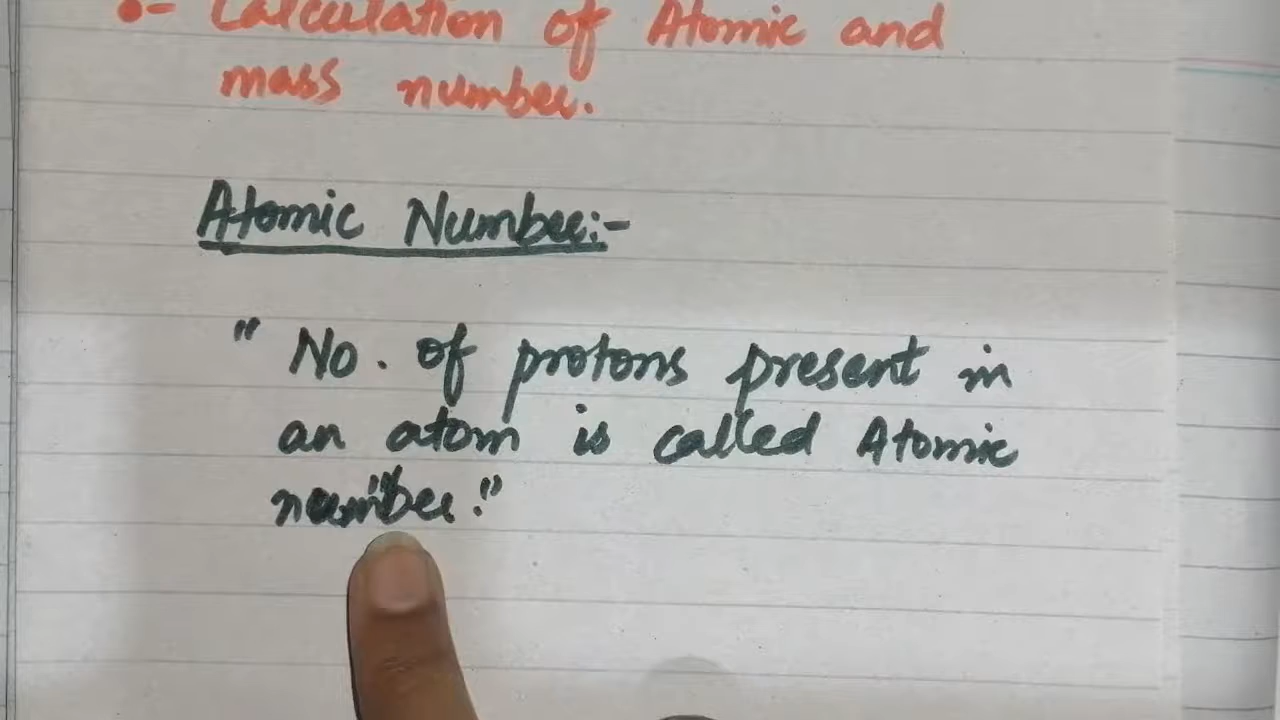 •- Calculation of Atomic and
mass number.
Atomic Number:-
" No. of protons present in
an atom is called Atomic
number."